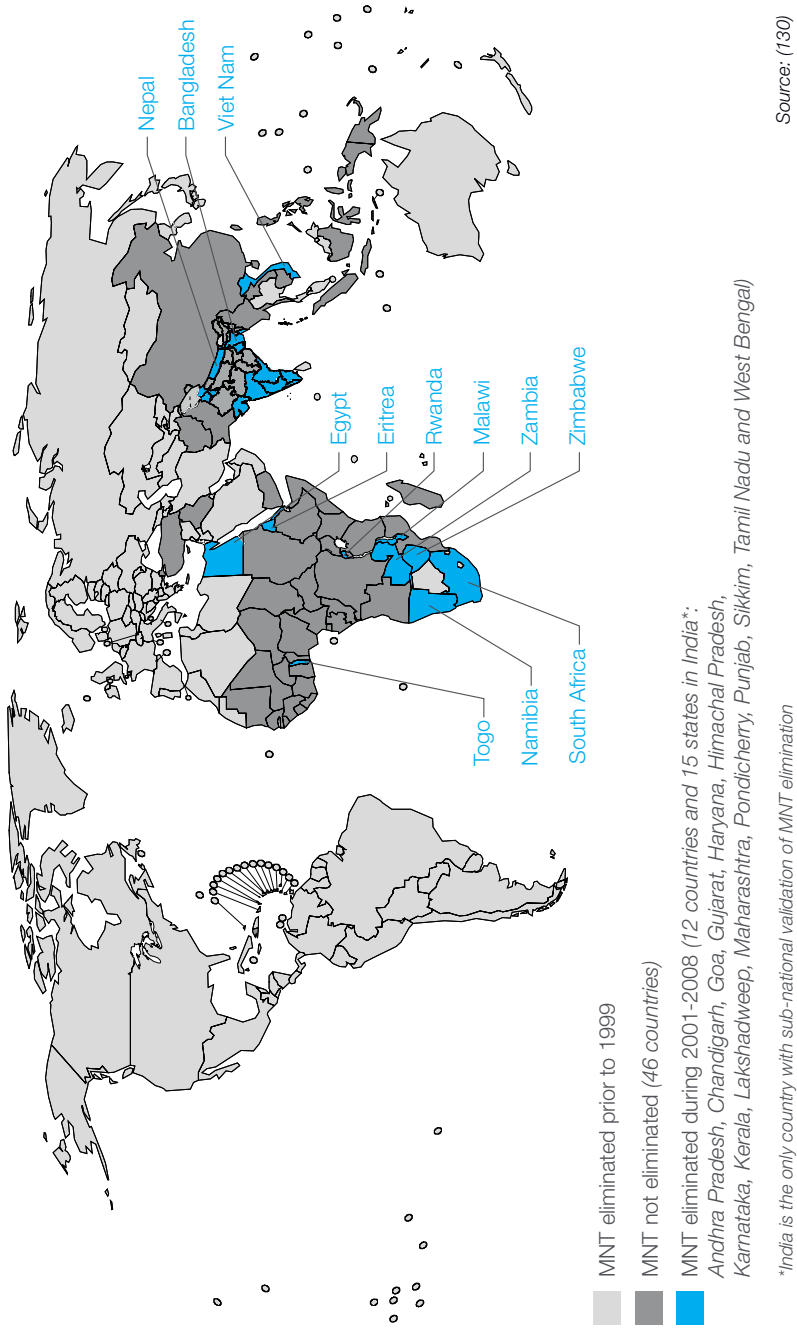 Nepal
Bangladesh
Viet Nam
Egypt
Eritrea
Rwanda
Malawi
Zambia
Zimbabwe
Togo
Namibia
South Africa
MNT eliminated prior to 1999
MNT not eliminated (46 countries)
MNT eliminated during 2001-2008 (12 countries and 15 states in India*:
Andhra Pradesh, Chandigarh, Goa, Gujarat, Haryana, Himachal Pradesh,
Karnataka, Kerala, Lakshadweep, Maharashtra, Pondicherry, Punjab, Sikkim, Tamil Nadu and West Bengal)
*India is the only country with sub-national validation of MNT elimination
Source: (130)